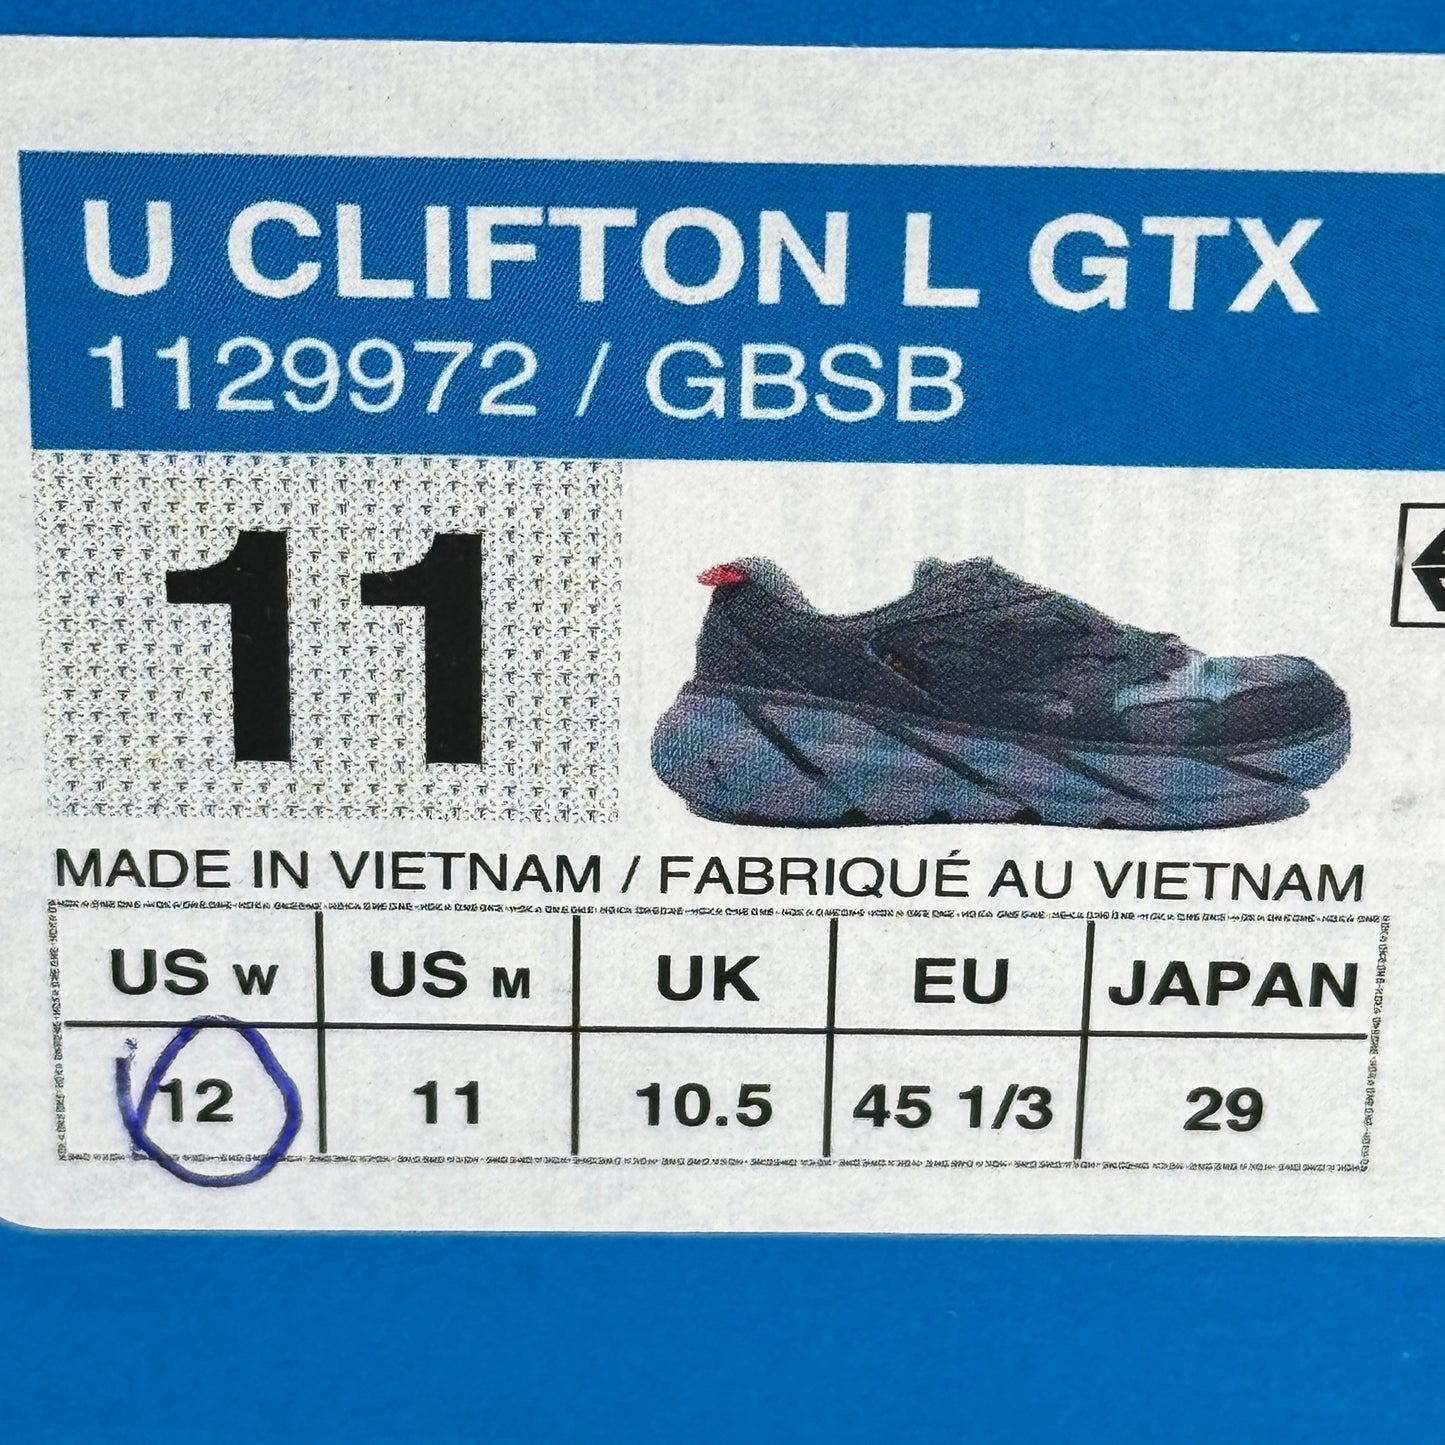 U CLIFTON L GTX
1129972 / GBSB
11
MADE IN VIETNAM / FABRIQUÉ AU VIETNAM
US W US M UK EU JAPAN
12 11 10.5 45 1/3 29